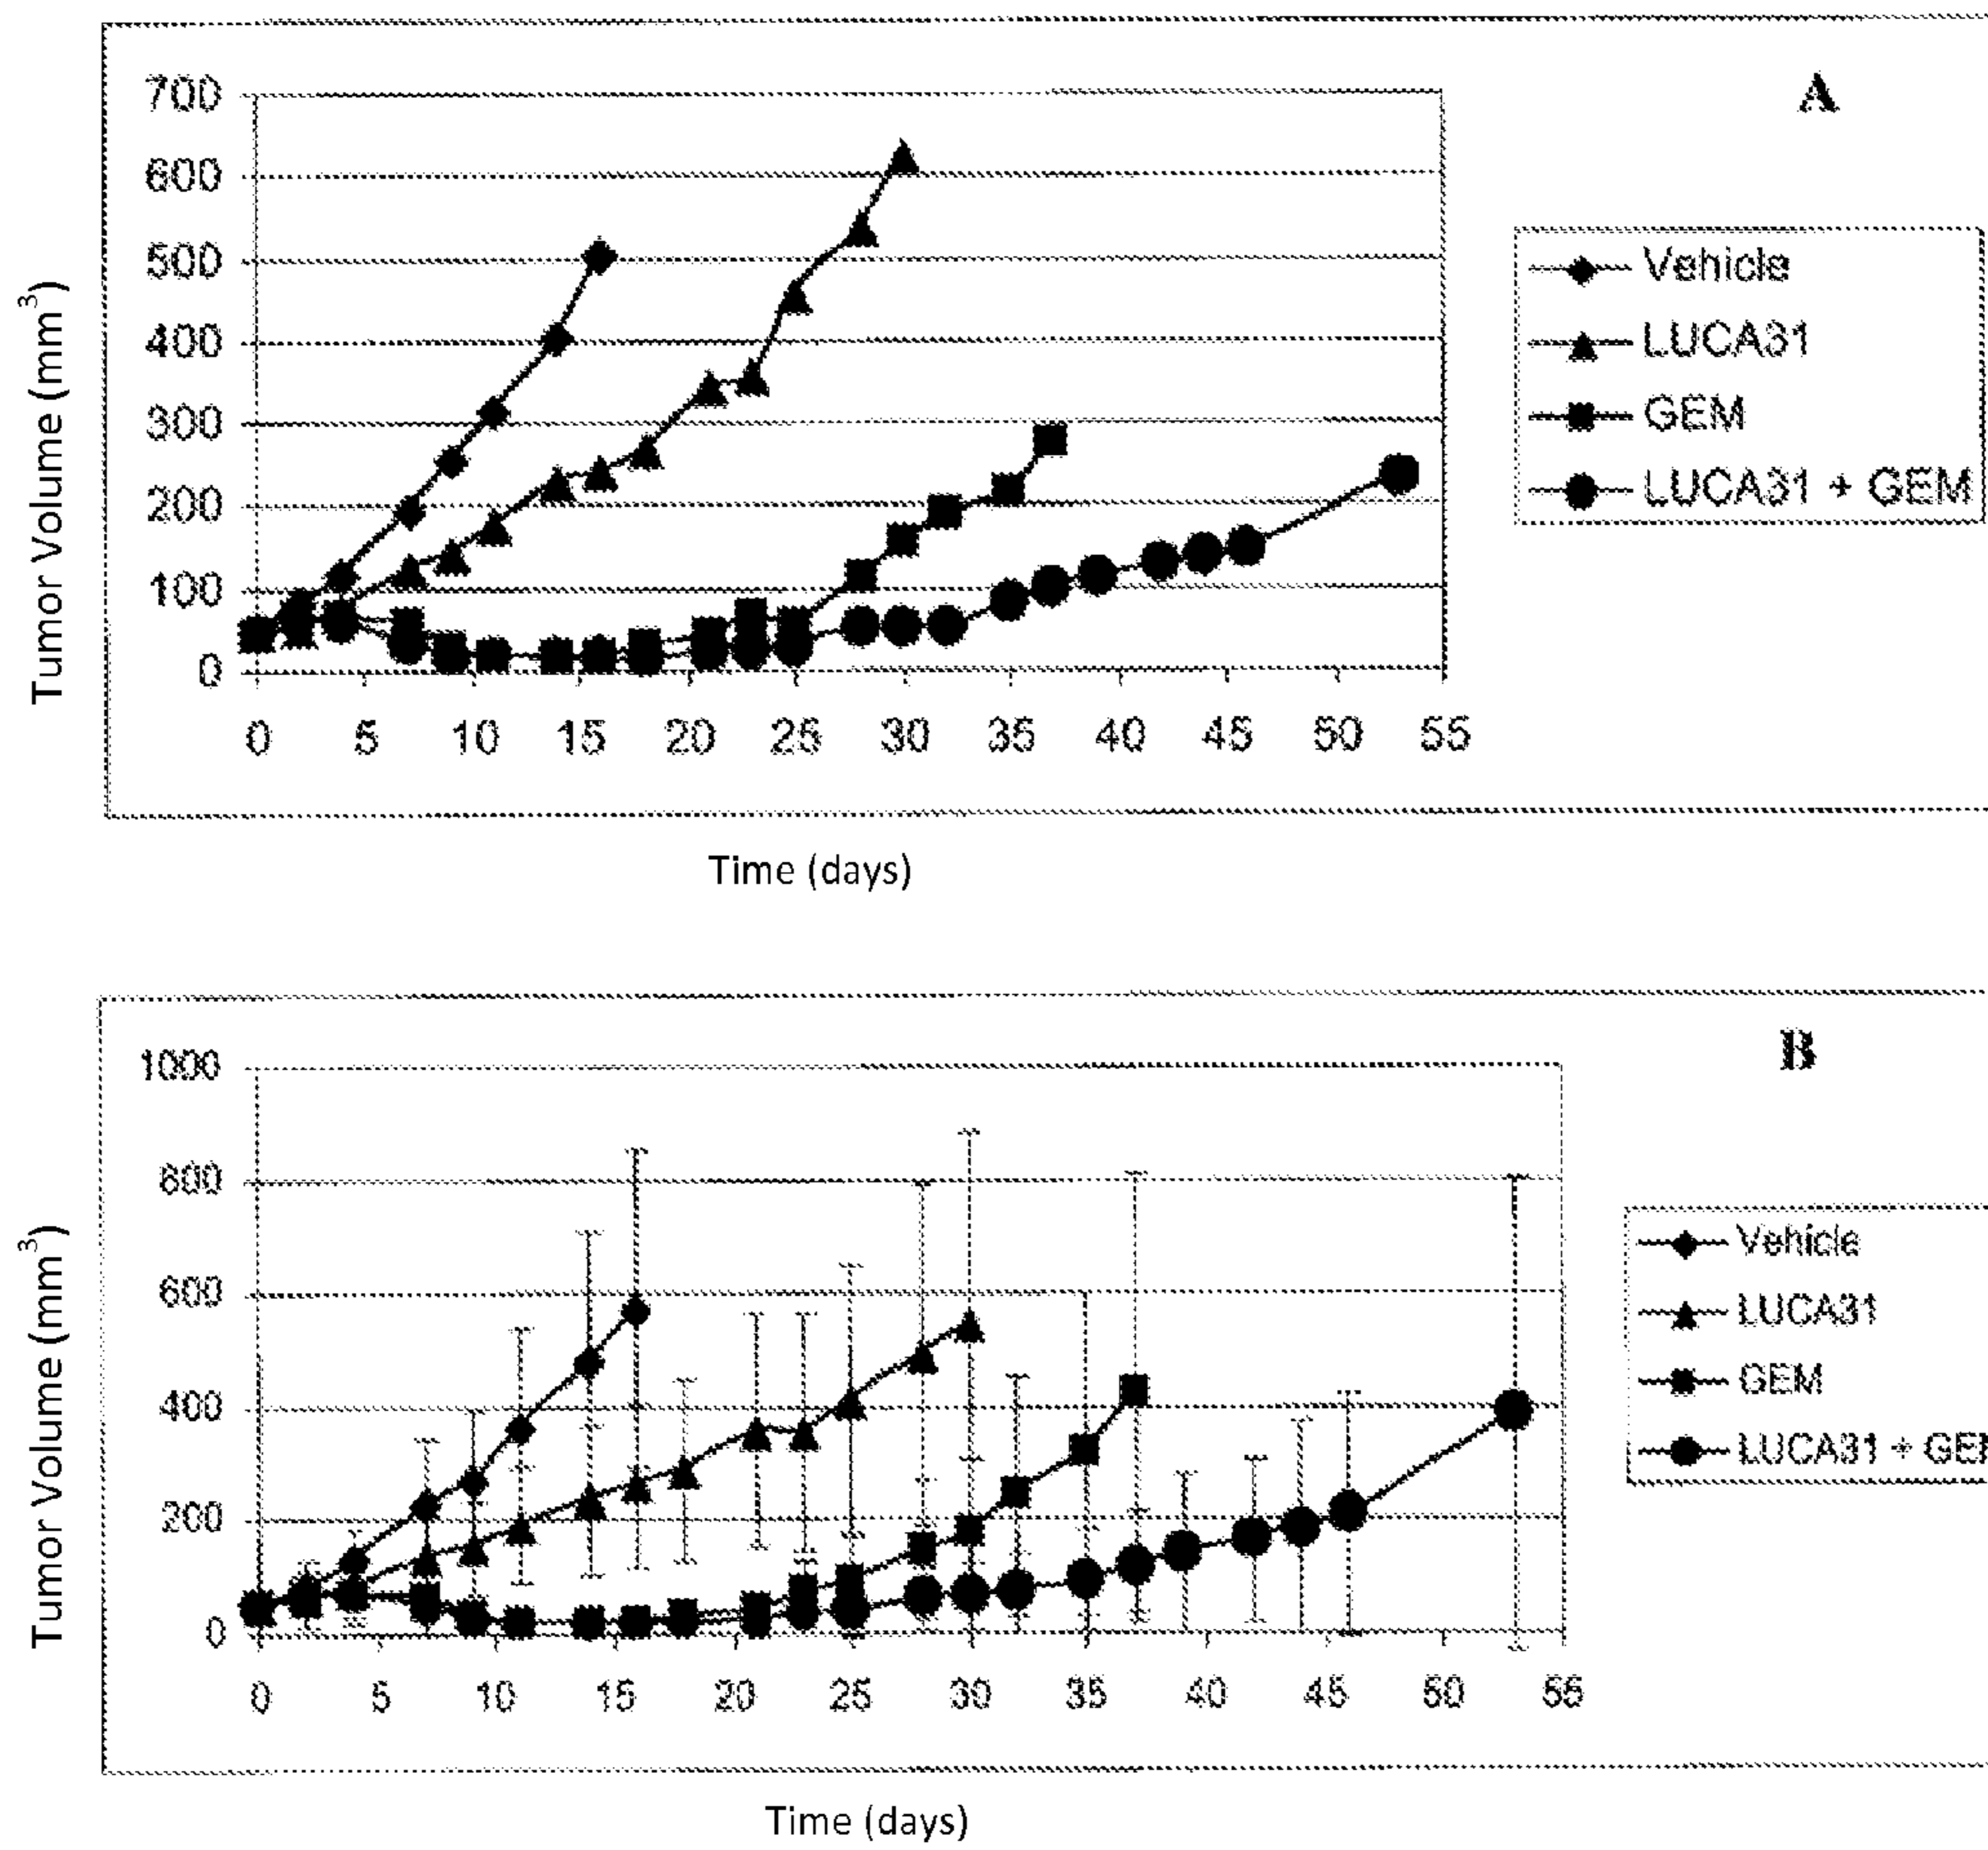 A
700
600
500
400
300
200
100
0
0 5 10 15 20 25 30 35 40 45 50 55
Tumor Volume (mm³)
Time (days)
Vehicle
LUCA31
GEM
LUCA31 + GEM
B
1000
800
600
400
200
0
0 5 10 15 20 25 30 35 40 45 50 55
Tumor Volume (mm³)
Time (days)
Vehicle
LUCA31
GEM
LUCA31 + GE